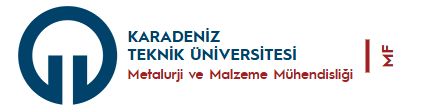 KARADENİZ
TEKNİK ÜNİVERSİTESİ
Metalurji ve Malzeme Mühendisliği
MF